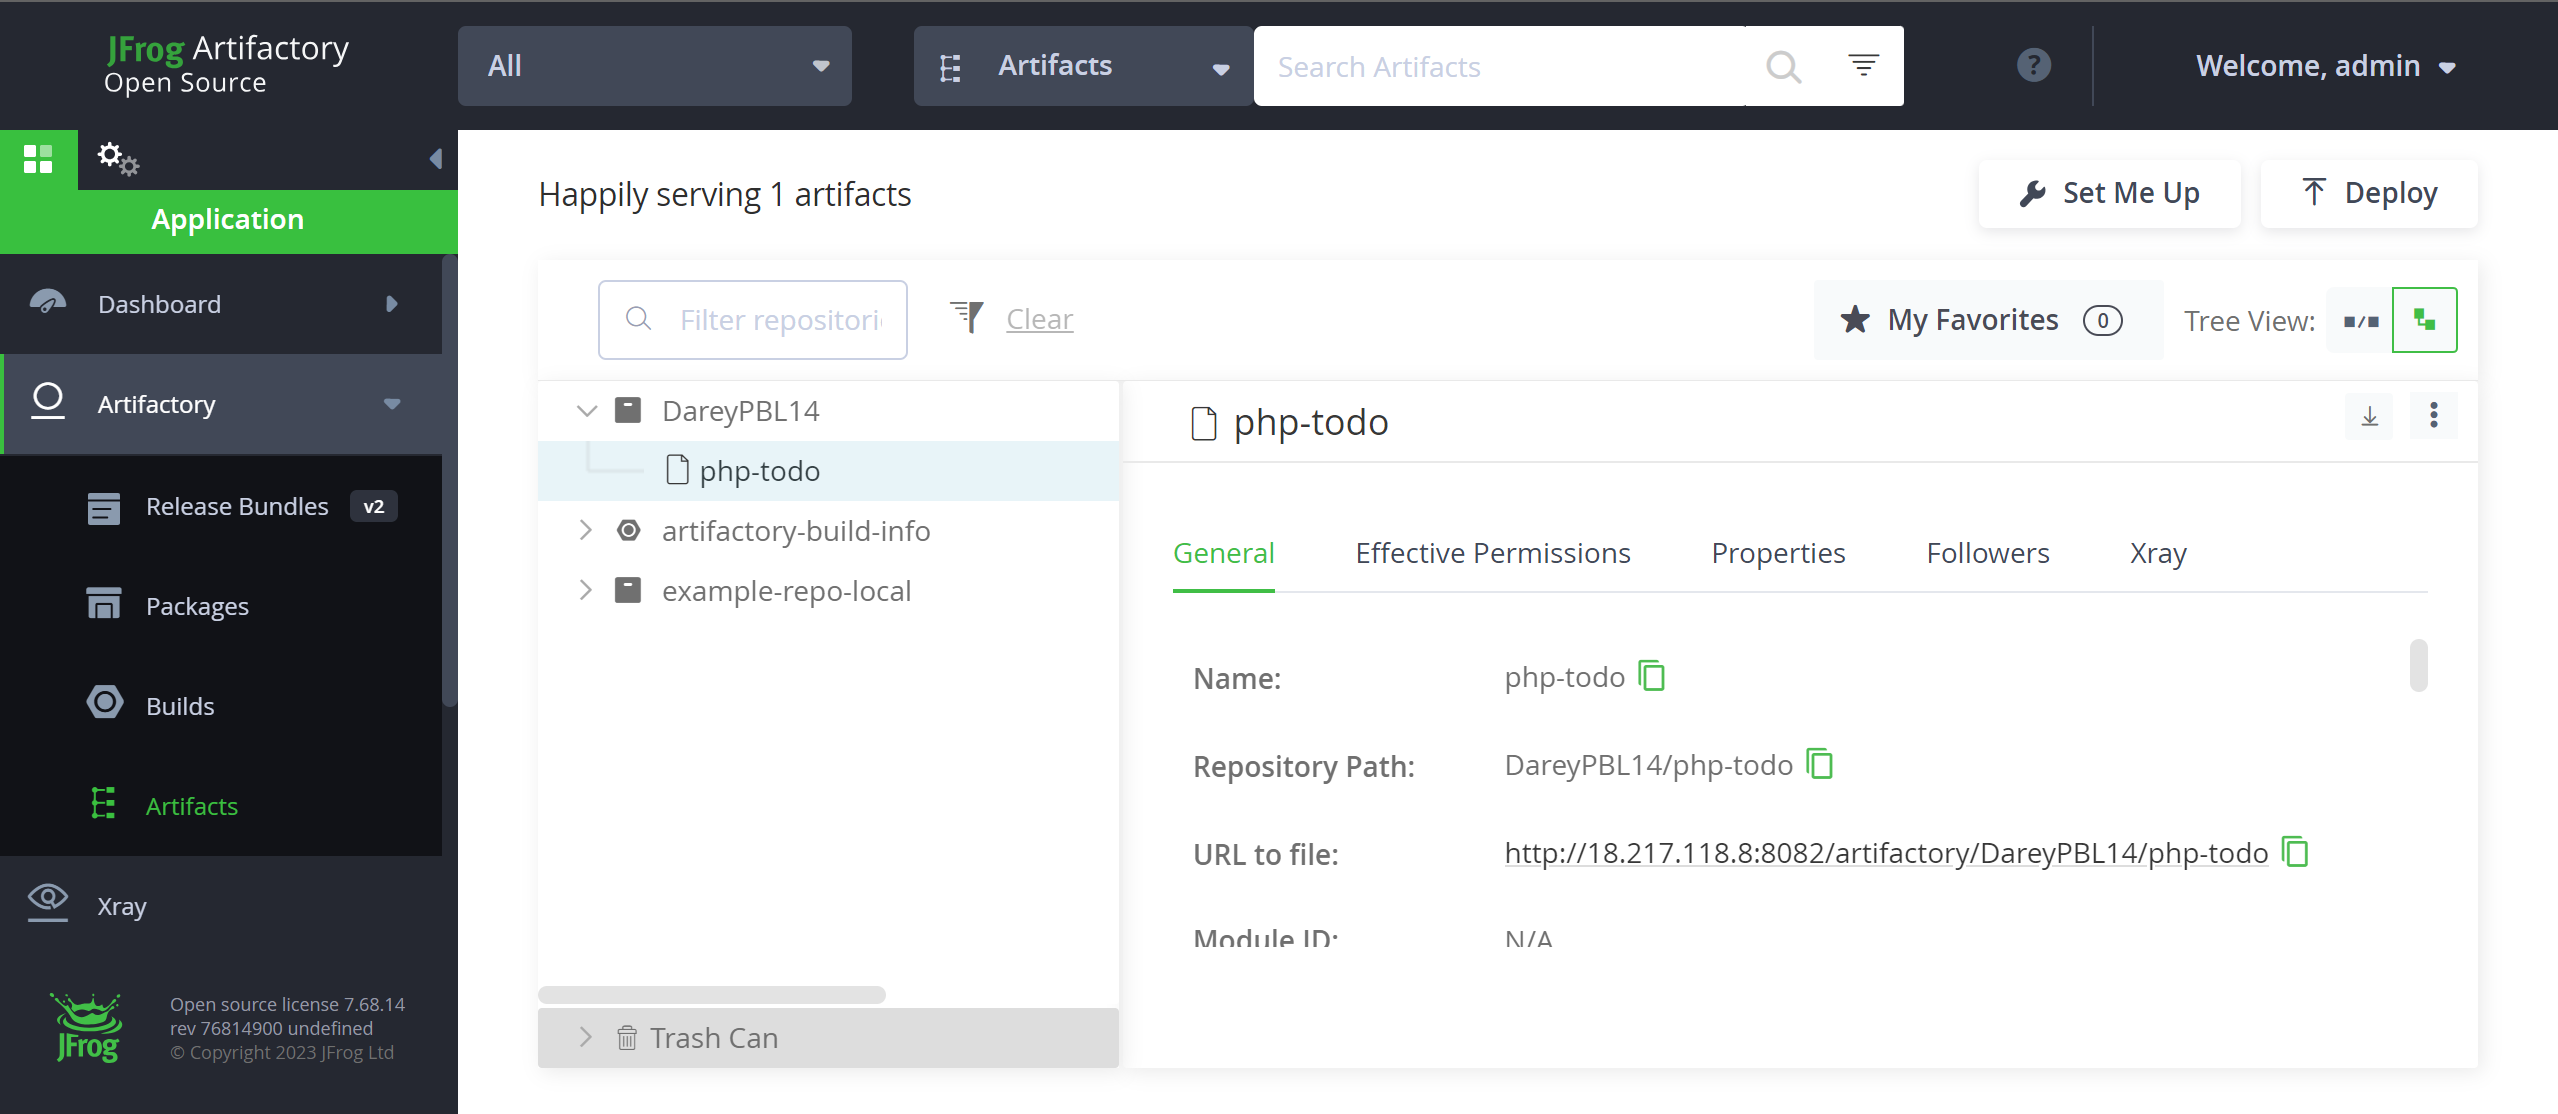 JFrog Artifactory
Open Source
All
Artifacts
Search Artifacts
?
Welcome, admin
Application
Happily serving 1 artifacts
Set Me Up
Deploy
Dashboard
Filter repositori
Clear
My Favorites 0
Tree View:
Artifactory
DareyPBL14
php-todo
php-todo
artifactory-build-info
example-repo-local
Release Bundles v2
Packages
Builds
Artifacts
Xray
General
Effective Permissions
Properties
Followers
Xray
Name: php-todo
Repository Path: DareyPBL14/php-todo
URL to file: http://18.217.118.8:8082/artifactory/DareyPBL14/php-todo
Module ID: N/A
Trash Can
JFrog
Open source license 7.68.14
rev 76814900 undefined
© Copyright 2023 JFrog Ltd